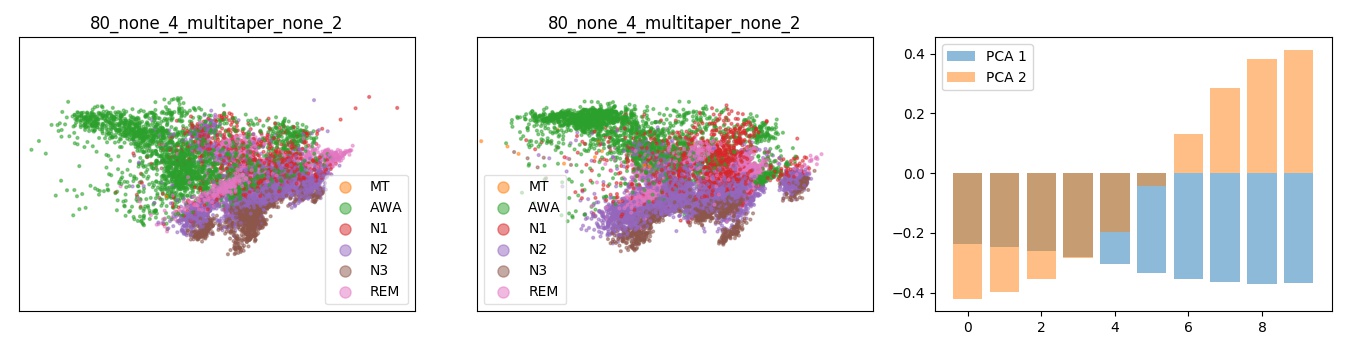 80_none_4_multitaper_none_2
MT
AWA
N1
N2
N3
REM
80_none_4_multitaper_none_2
MT
AWA
N1
N2
N3
REM
PCA 1
PCA 2
0.4
0.2
0.0
−0.2
−0.4
0 2 4 6 8